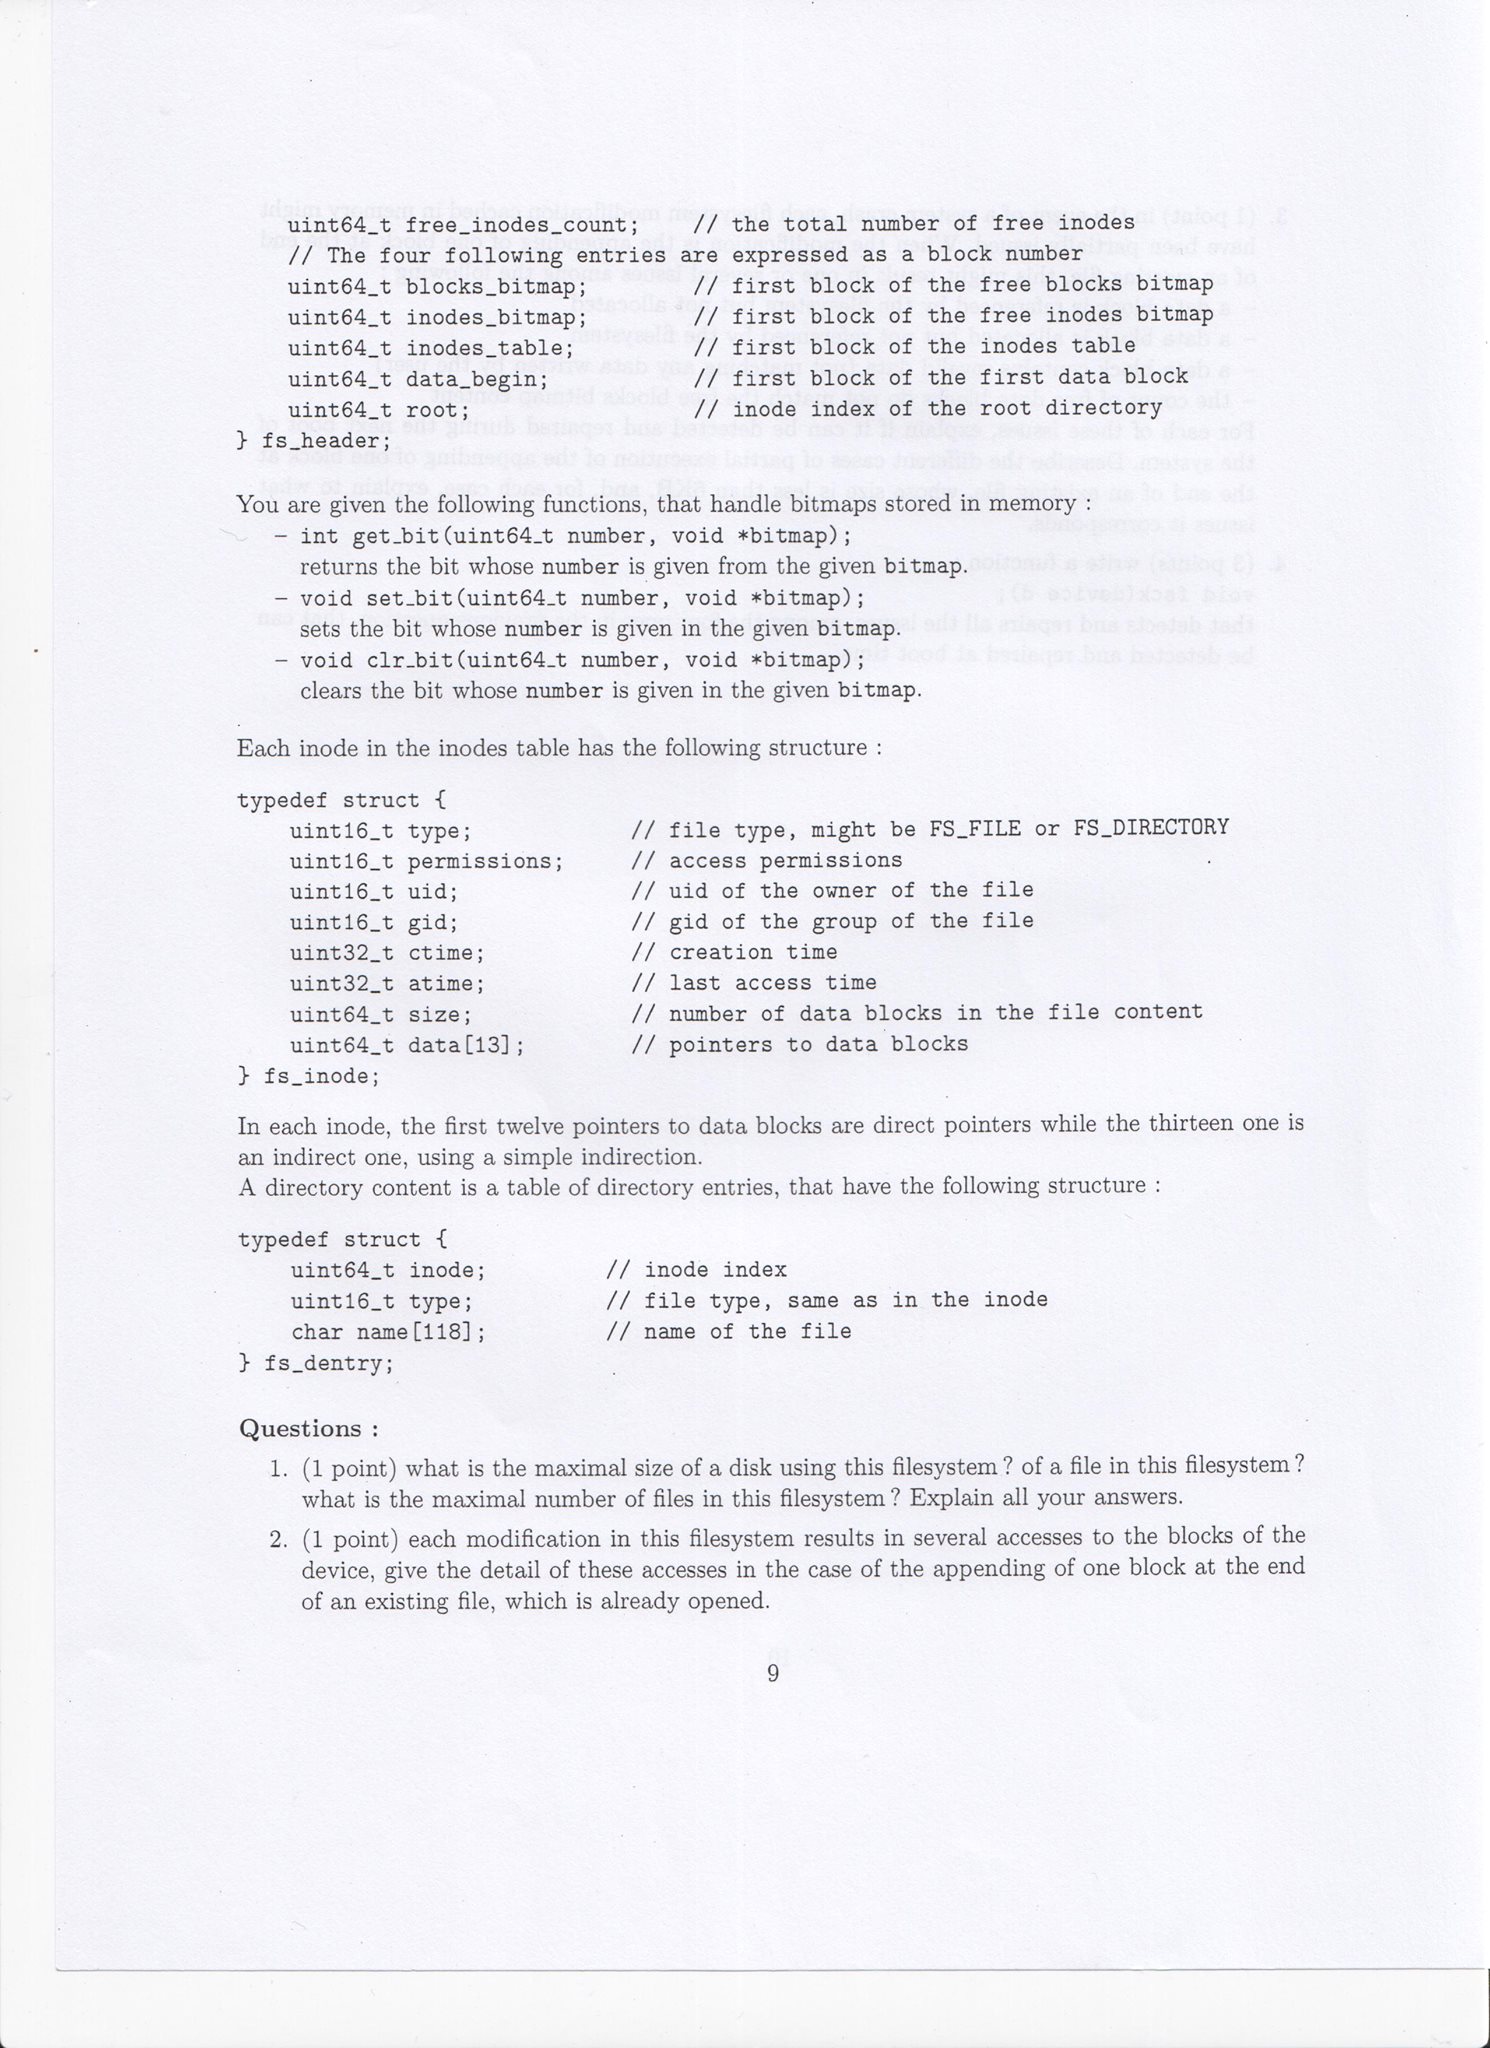 uint64_t free_inodes_count; // the total number of free inodes
// The four following entries are expressed as a block number
uint64_t blocks_bitmap; // first block of the free blocks bitmap
uint64_t inodes_bitmap; // first block of the free inodes bitmap
uint64_t inodes_table; // first block of the inodes table
uint64_t data_begin; // first block of the first data block
uint64_t root; // inode index of the root directory
} fs_header;
You are given the following functions, that handle bitmaps stored in memory :
– int get_bit(uint64_t number, void *bitmap);
returns the bit whose number is given from the given bitmap.
– void set_bit(uint64_t number, void *bitmap);
sets the bit whose number is given in the given bitmap.
– void clr_bit(uint64_t number, void *bitmap);
clears the bit whose number is given in the given bitmap.
Each inode in the inodes table has the following structure :
typedef struct {
uint16_t type; // file type, might be FS_FILE or FS_DIRECTORY
uint16_t permissions; // access permissions
uint16_t uid; // uid of the owner of the file
uint16_t gid; // gid of the group of the file
uint32_t ctime; // creation time
uint32_t atime; // last access time
uint64_t size; // number of data blocks in the file content
uint64_t data[13]; // pointers to data blocks
} fs_inode;
In each inode, the first twelve pointers to data blocks are direct pointers while the thirteen one is
an indirect one, using a simple indirection.
A directory content is a table of directory entries, that have the following structure :
typedef struct {
uint64_t inode; // inode index
uint16_t type; // file type, same as in the inode
char name[118]; // name of the file
} fs_dentry;
Questions :
1. (1 point) what is the maximal size of a disk using this filesystem ? of a file in this filesystem ?
what is the maximal number of files in this filesystem ? Explain all your answers.
2. (1 point) each modification in this filesystem results in several accesses to the blocks of the
device, give the detail of these accesses in the case of the appending of one block at the end
of an existing file, which is already opened.
9